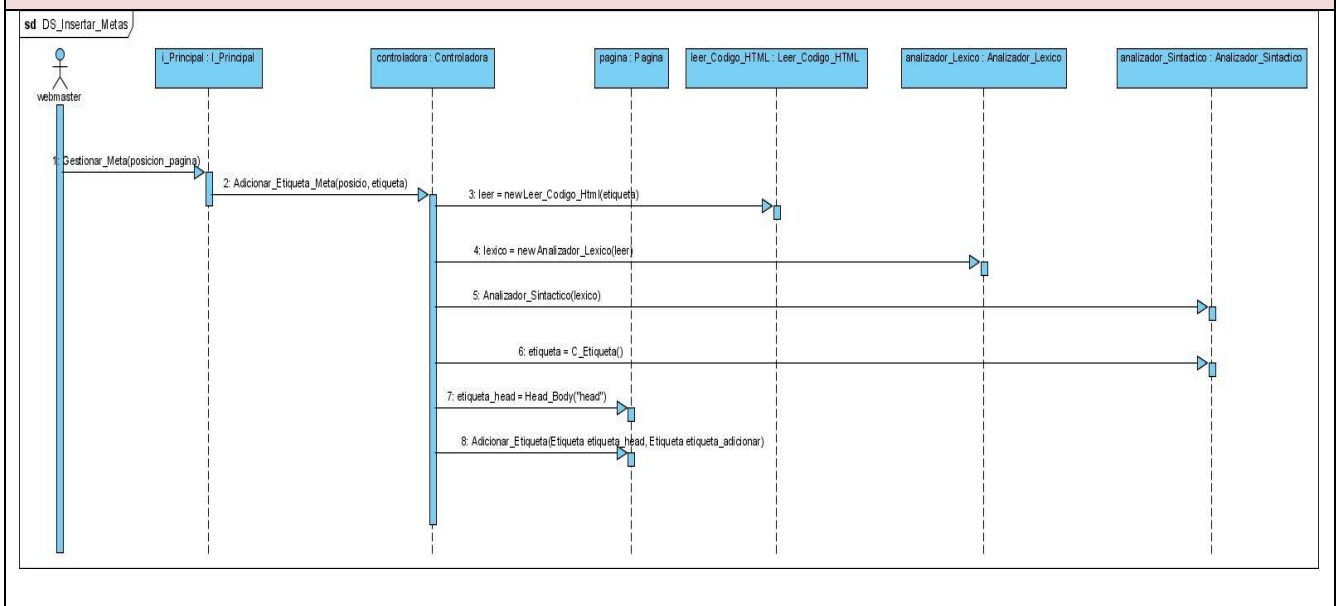 sd DS_Insertar_Metas
webmaster
i_Principal : I_Principal
controladora : Controladora
pagina : Pagina
leer_Codigo_HTML : Leer_Codigo_HTML
analizador_Lexico : Analizador_Lexico
analizador_Sintactico : Analizador_Sintactico
1: Gestionar_Meta(posicion_pagina)
2: Adicionar_Etiqueta_Meta(posicio, etiqueta)
3: leer = new Leer_Codigo_Html(etiqueta)
4: lexico = new Analizador_Lexico(leer)
5: Analizador_Sintactico(lexico)
6: etiqueta = C_Etiqueta()
7: etiqueta_head = Head_Body("head")
8: Adicionar_Etiqueta(Etiqueta etiqueta_head, Etiqueta etiqueta_adicionar)